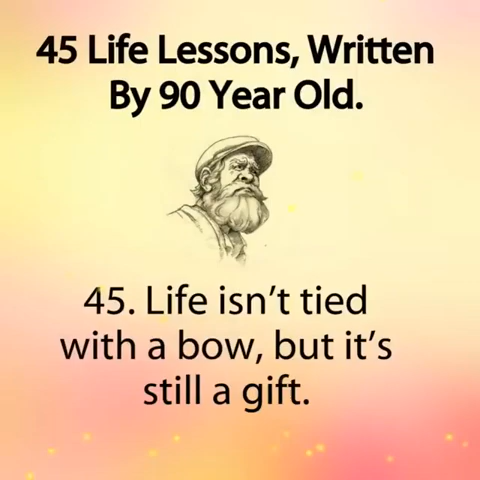 45 Life Lessons, Written
By 90 Year Old.
45. Life isn't tied
with a bow, but it's
still a gift.